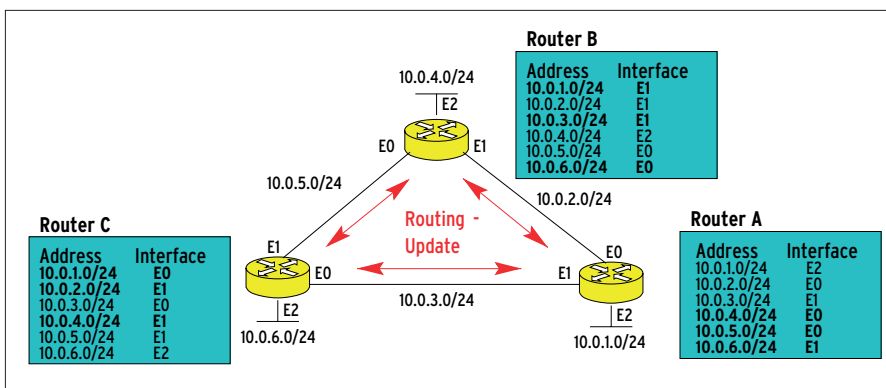 Router B
Address Interface
10.0.1.0/24 E1
10.0.2.0/24 E1
10.0.3.0/24 E1
10.0.4.0/24 E2
10.0.5.0/24 E0
10.0.6.0/24 E0
10.0.4.0/24
E2
E0
E1
10.0.5.0/24
10.0.2.0/24
Routing -
Update
Router C
Address Interface
10.0.1.0/24 E0
10.0.2.0/24 E1
10.0.3.0/24 E0
10.0.4.0/24 E1
10.0.5.0/24 E1
10.0.6.0/24 E2
E1
E0
E2
10.0.6.0/24
10.0.3.0/24
E0
E1
E2
10.0.1.0/24
Router A
Address Interface
10.0.1.0/24 E2
10.0.2.0/24 E0
10.0.3.0/24 E1
10.0.4.0/24 E0
10.0.5.0/24 E0
10.0.6.0/24 E1